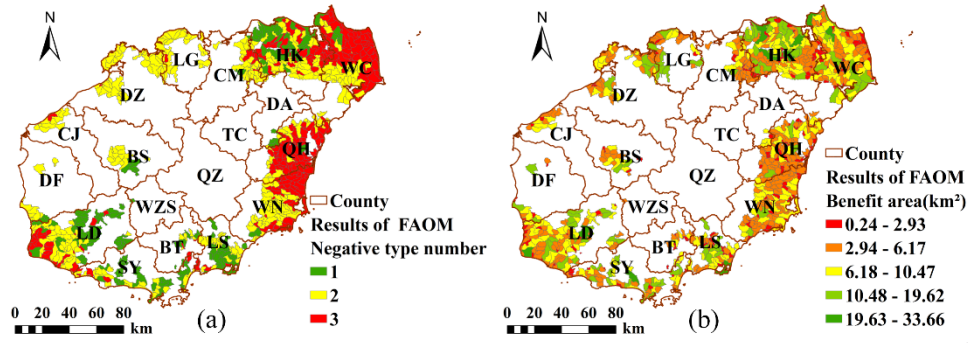 N
HK
LG
WC
CM
DZ
DA
CJ
TC
QH
BS
DF
QZ
WZS
WN
LD
BT
LS
SY
County
Results of FAOM
Negative type number
1
2
3
0 10 20 40 60 80
km
(a)
N
HK
LG
WC
CM
DZ
DA
CJ
TC
QH
BS
DF
QZ
WZS
WN
LD
BT
LS
SY
County
Results of FAOM
Benefit area(km²)
0.24 - 2.93
2.94 - 6.17
6.18 - 10.47
10.48 - 19.62
19.63 - 33.66
0 10 20 40 60 80
km
(b)